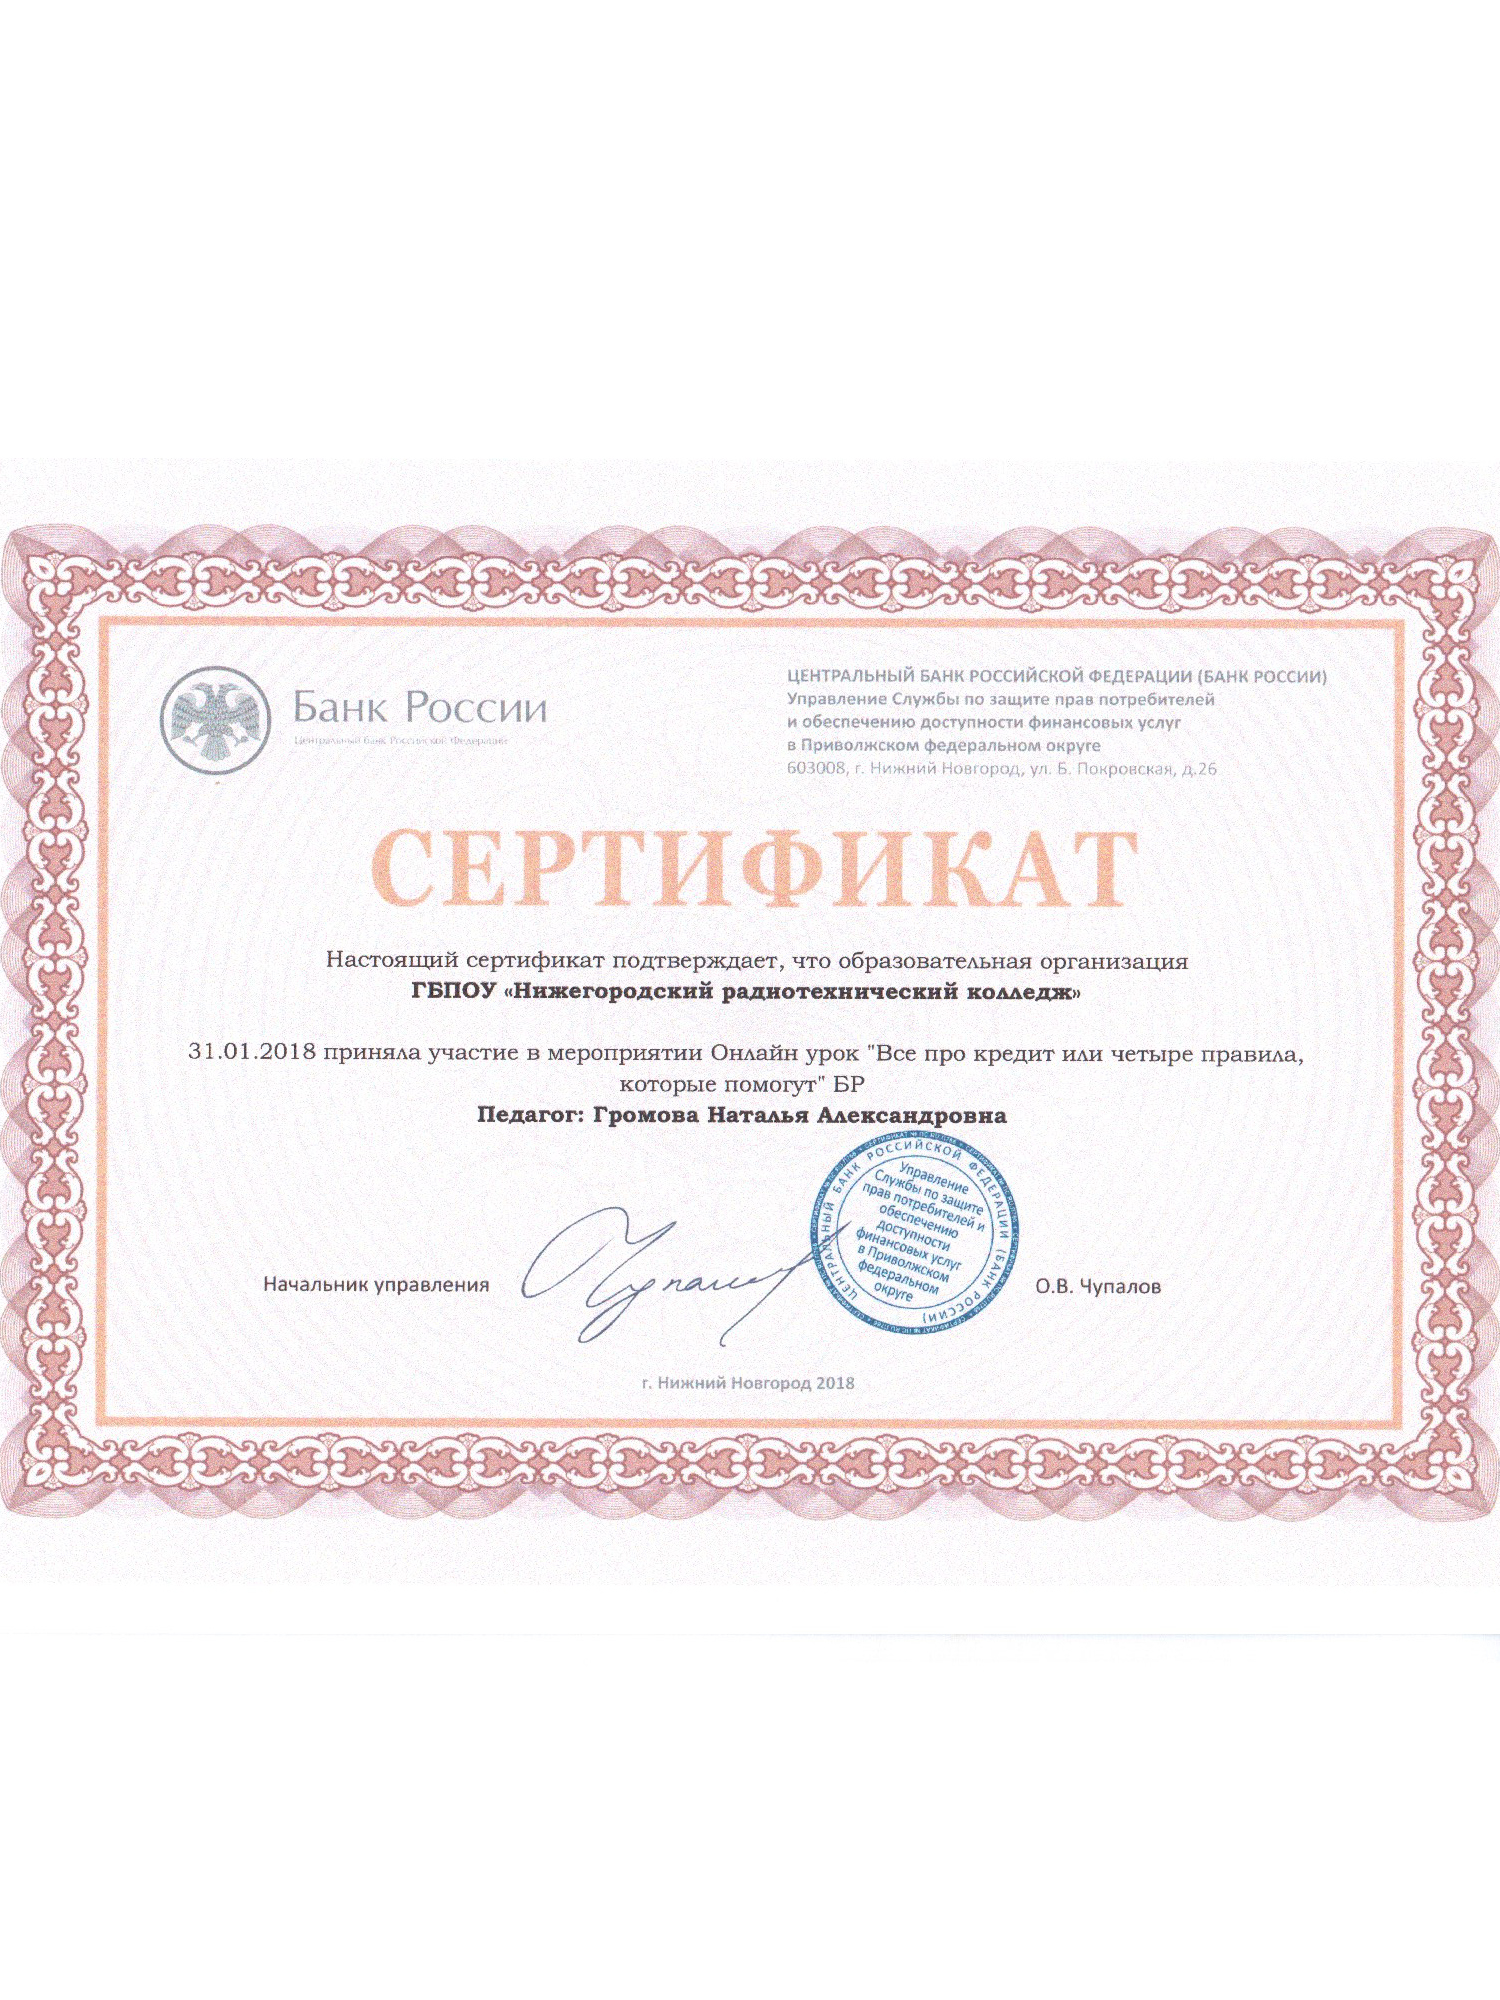 Банк России
Центральный банк Российской Федерации
ЦЕНТРАЛЬНЫЙ БАНК РОССИЙСКОЙ ФЕДЕРАЦИИ (БАНК РОССИИ)
Управление Службы по защите прав потребителей
и обеспечению доступности финансовых услуг
в Приволжском федеральном округе
603008, г. Нижний Новгород, ул. Б. Покровская, д.26
СЕРТИФИКАТ
Настоящий сертификат подтверждает, что образовательная организация
ГБПОУ «Нижегородский радиотехнический колледж»
31.01.2018 приняла участие в мероприятии Онлайн урок "Все про кредит или четыре правила,
которые помогут" БР
Педагог: Громова Наталья Александровна
ЦЕНТРАЛЬНЫЙ БАНК РОССИЙСКОЙ ФЕДЕРАЦИИ (БАНК РОССИИ)
Управление
Службы по защите
прав потребителей и
обеспечению
доступности
финансовых услуг
в Приволжском
федеральном
округе
Начальник управления
О.В. Чупалов
г. Нижний Новгород 2018